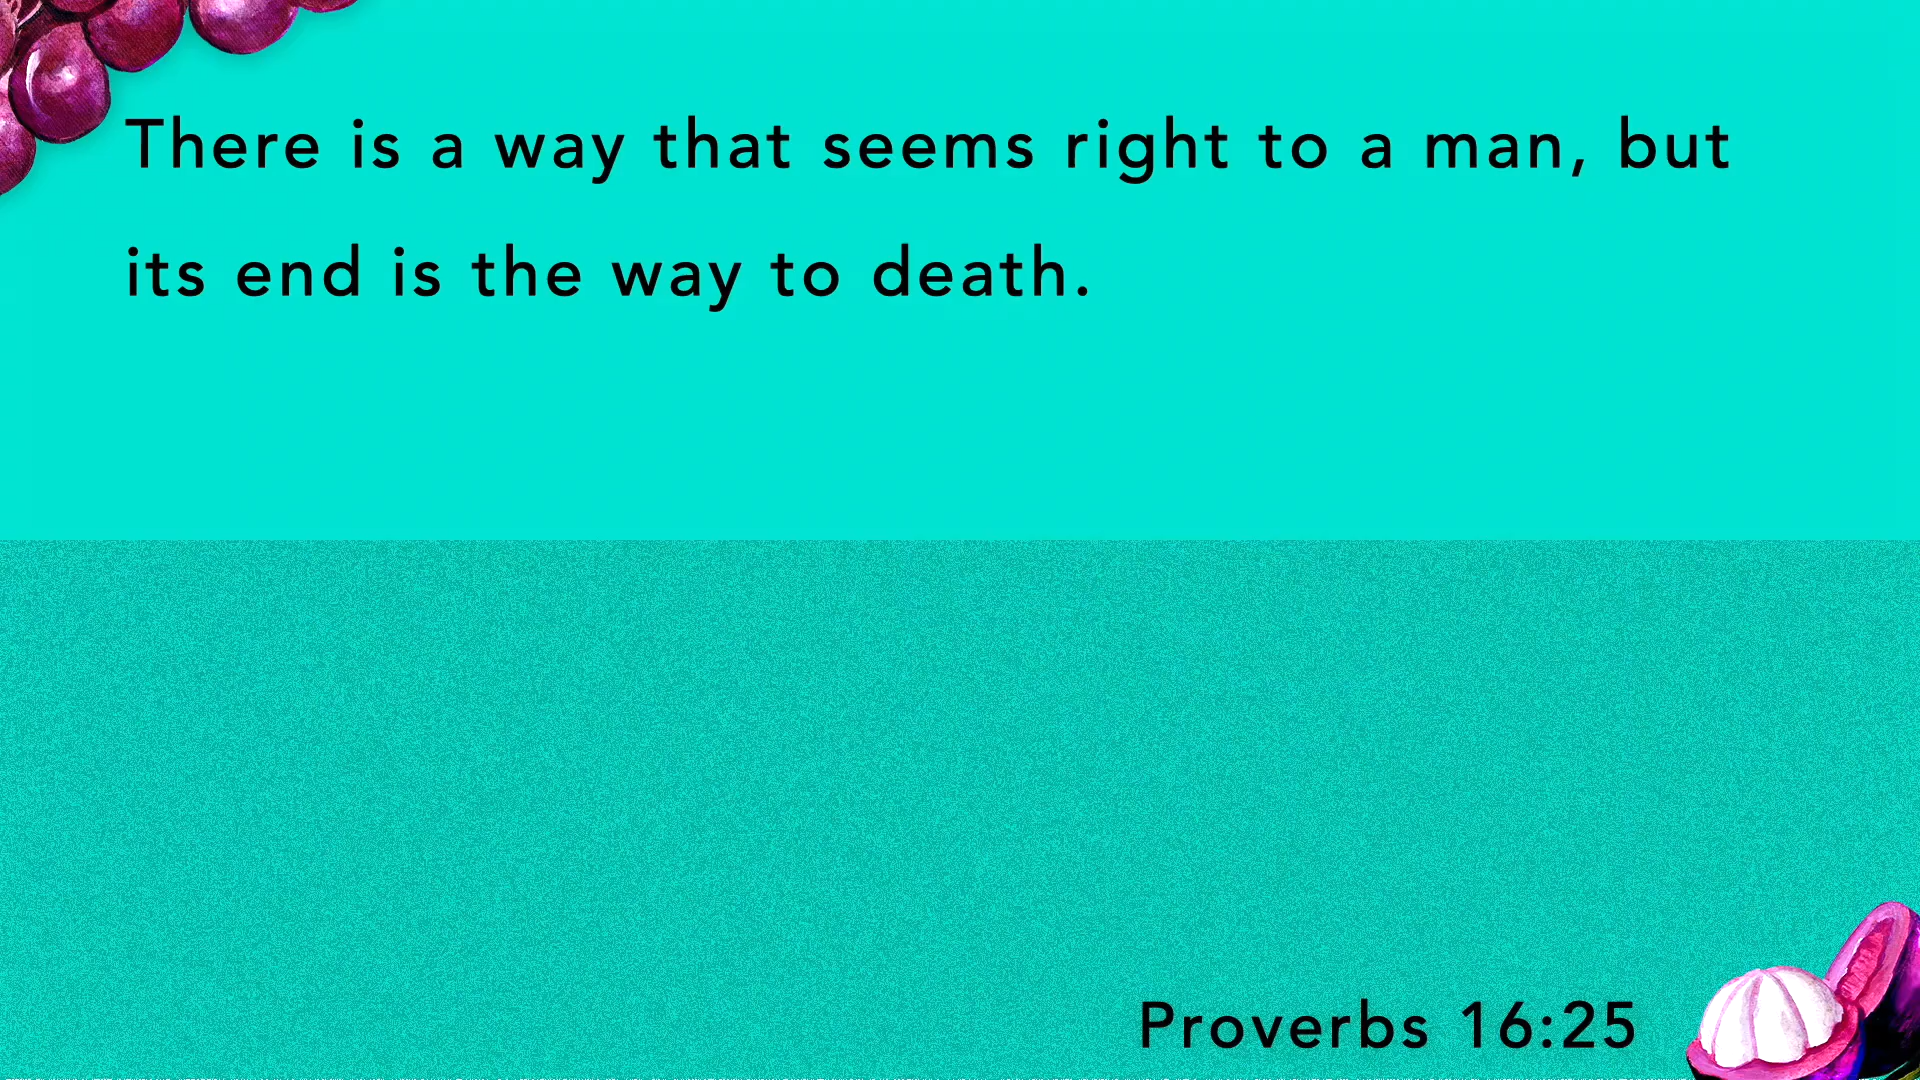 There is a way that seems right to a man, but
its end is the way to death.
Proverbs 16:25